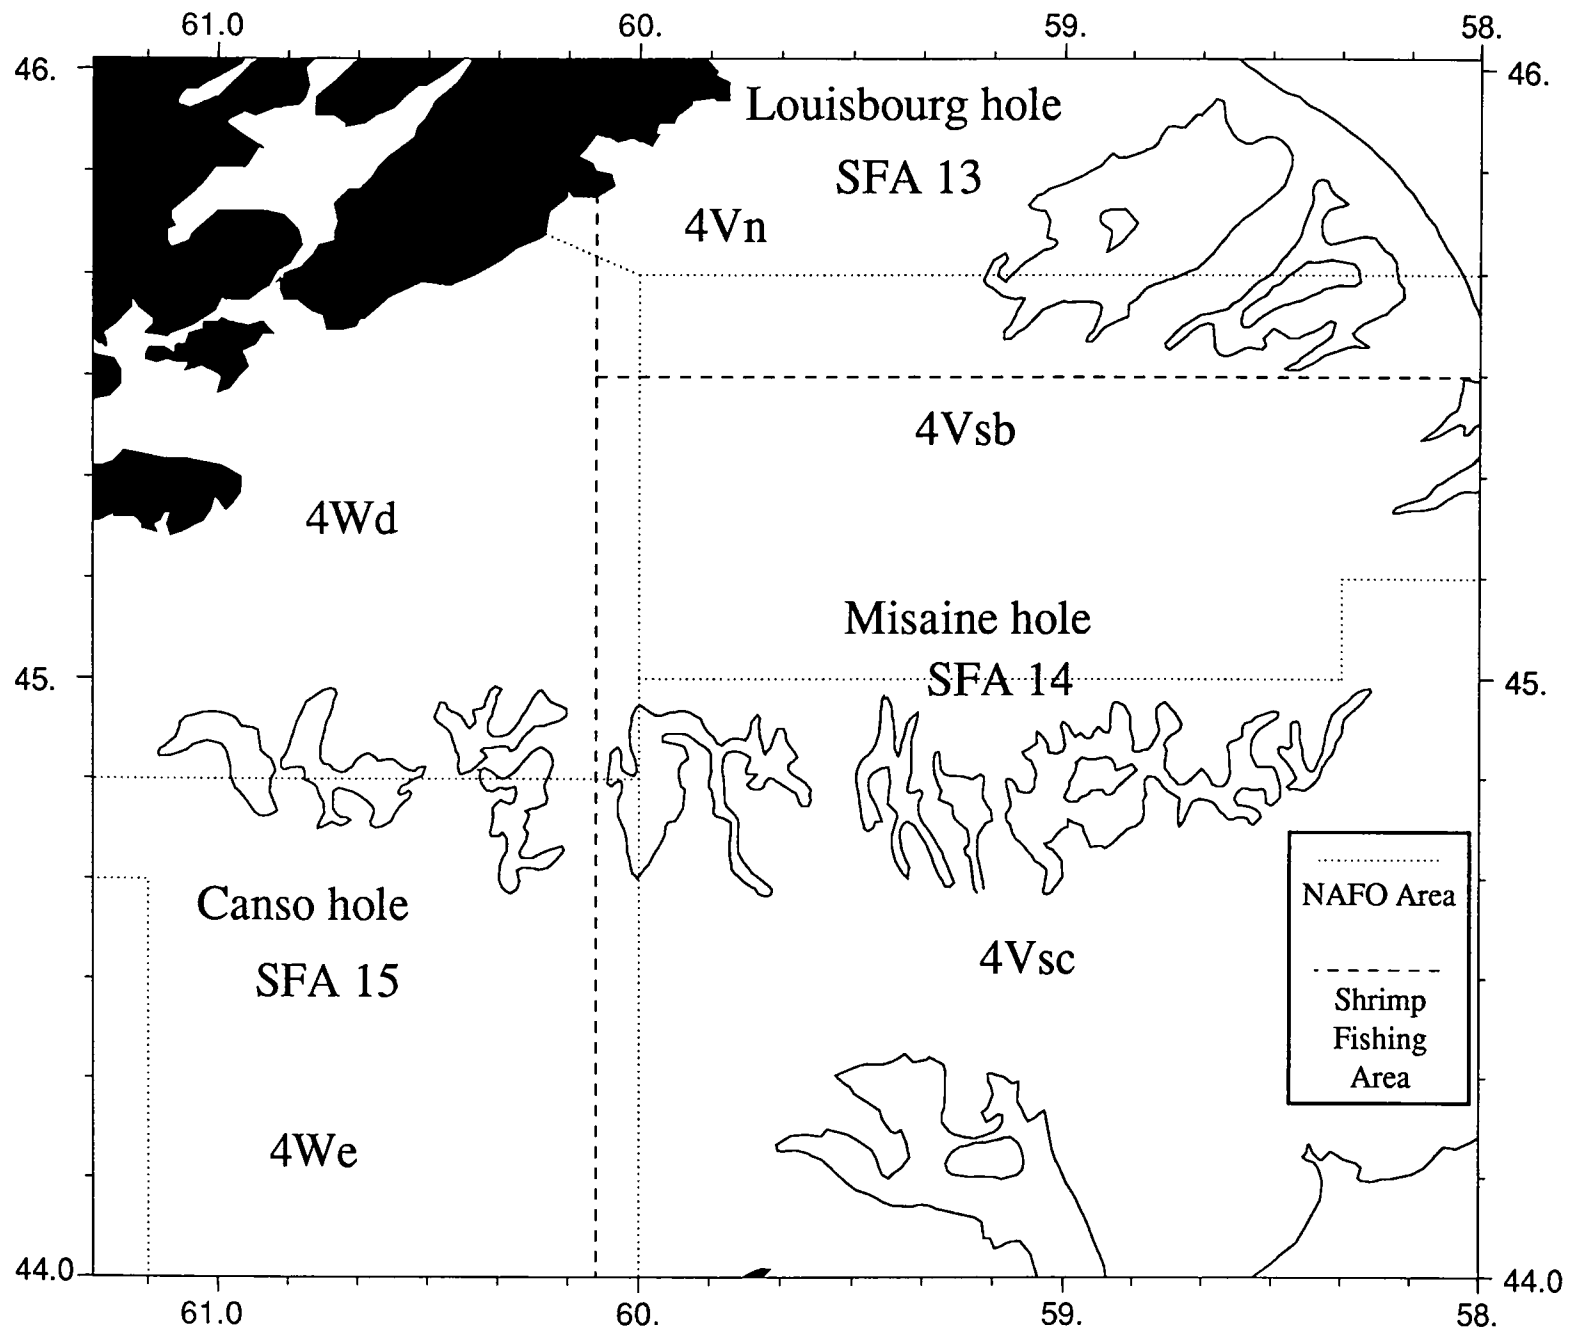 61.0 60. 59. 58.
46. 46.
Louisbourg hole
SFA 13
4Vn
4Vsb
4Wd
Misaine hole
45. SFA 14 45.
Canso hole
NAFO Area
4Vsc
SFA 15
Shrimp
Fishing
Area
4We
44.0 44.0
61.0 60. 59. 58.